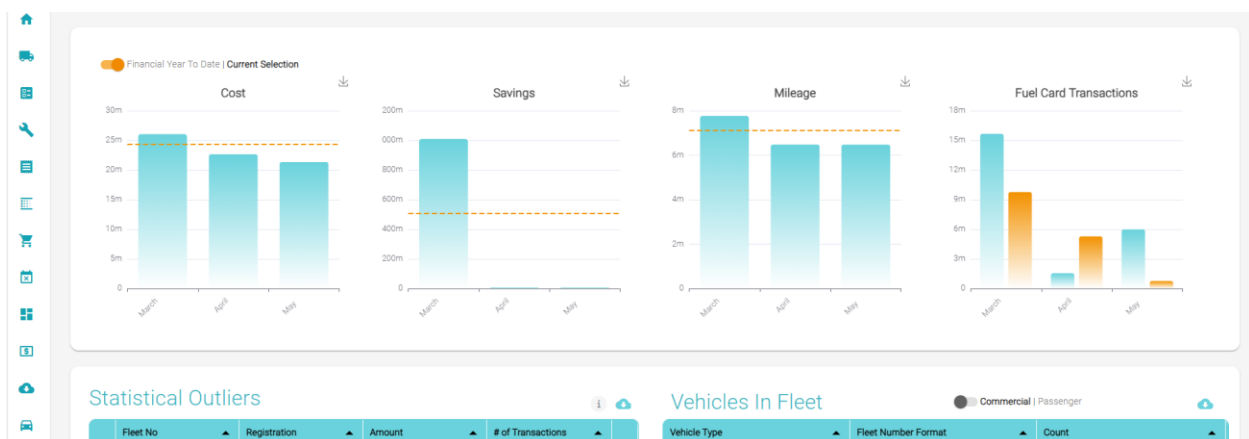 Financial Year To Date | Current Selection
Cost
30m
25m
20m
15m
10m
5m
0
March
April
May
Savings
200m
000m
800m
600m
400m
200m
0
March
April
May
Mileage
8m
6m
4m
2m
0
March
April
May
Fuel Card Transactions
18m
15m
12m
9m
6m
3m
0
March
April
May
Statistical Outliers
i
Fleet No
Registration
Amount
# of Transactions
Vehicles In Fleet
Commercial | Passenger
Vehicle Type
Fleet Number Format
Count